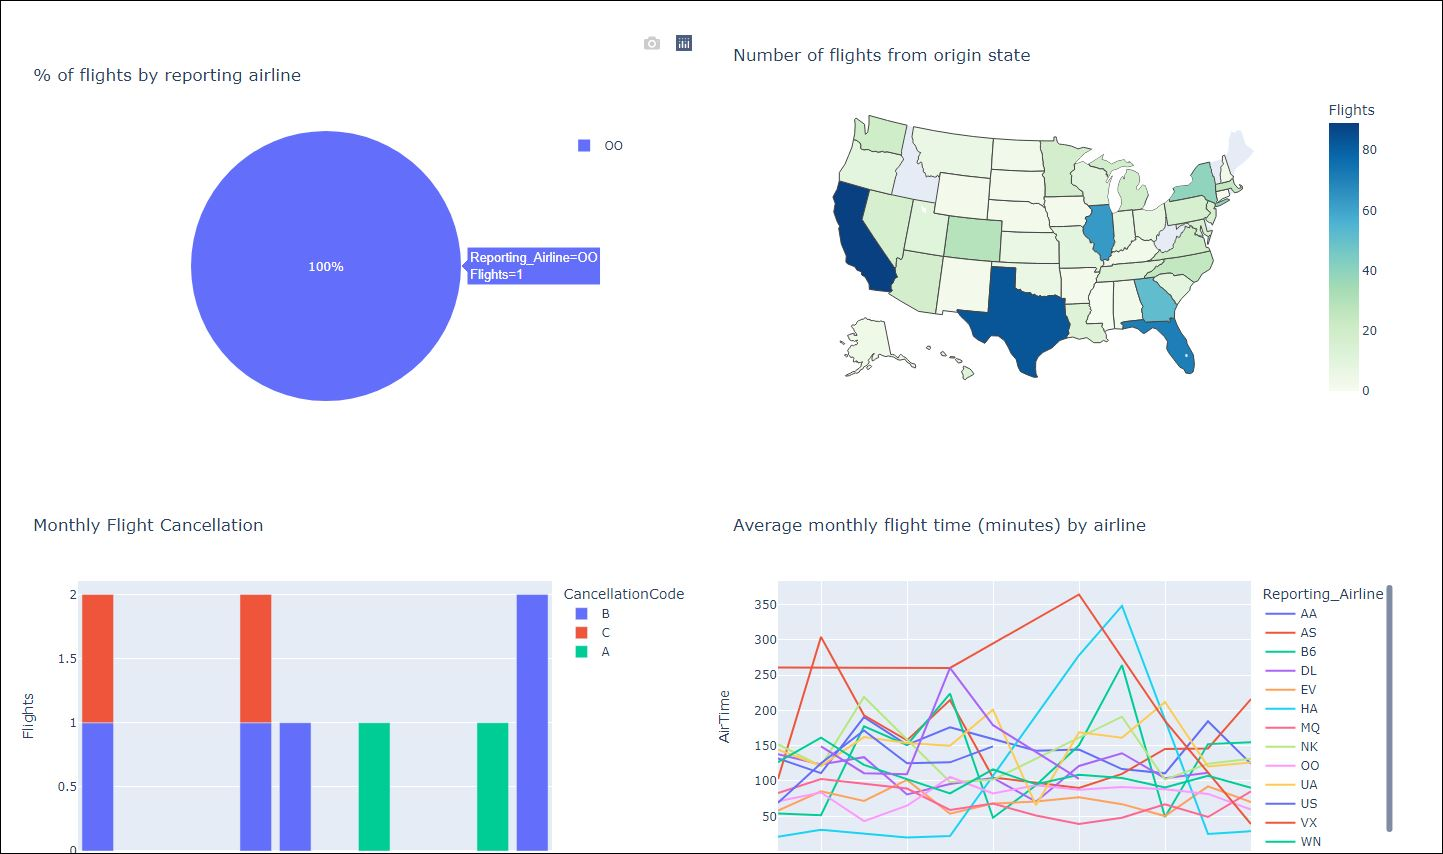 % of flights by reporting airline
OO
100%
Reporting_Airline=OO
Flights=1
Number of flights from origin state
Flights
80
60
40
20
0
Monthly Flight Cancellation
Flights
2
1.5
1
0.5
0
CancellationCode
B
C
A
Average monthly flight time (minutes) by airline
AirTime
350
300
250
200
150
100
50
Reporting_Airline
AA
AS
B6
DL
EV
HA
MQ
NK
OO
UA
US
VX
WN